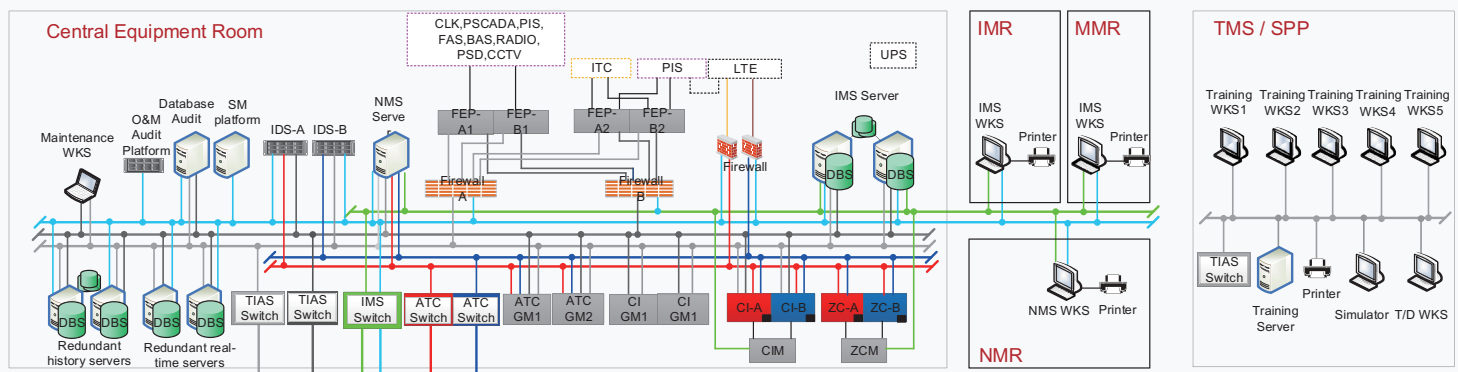 Central Equipment Room
CLK,PSCADA,PIS,
FAS,BAS,RADIO,
PSD,CCTV
ITC
PIS
LTE
UPS
IMR
MMR
TMS / SPP
Maintenance
WKS
O&M
Audit
Platform
Database
Audit
SM
platform
IDS-A
IDS-B
NMS
Serve
r
FEP-
A1
FEP-
B1
FEP-
A2
FEP-
B2
Firewall
A
Firewall
B
Firewall
IMS Server
DBS
DBS
IMS
WKS
Printer
IMS
WKS
Printer
Training
WKS1
Training
WKS2
Training
WKS3
Training
WKS4
Training
WKS5
DBS
DBS
DBS
DBS
Redundant
history servers
Redundant real-
time servers
TIAS
Switch
TIAS
Switch
IMS
Switch
ATC
Switch
ATC
Switch
ATC
GM1
ATC
GM2
CI
GM1
CI
GM1
CI-A
CI-B
CIM
ZC-A
ZC-B
ZCM
NMS WKS
Printer
NMR
TIAS
Switch
Training
Server
Printer
Simulator
T/D WKS